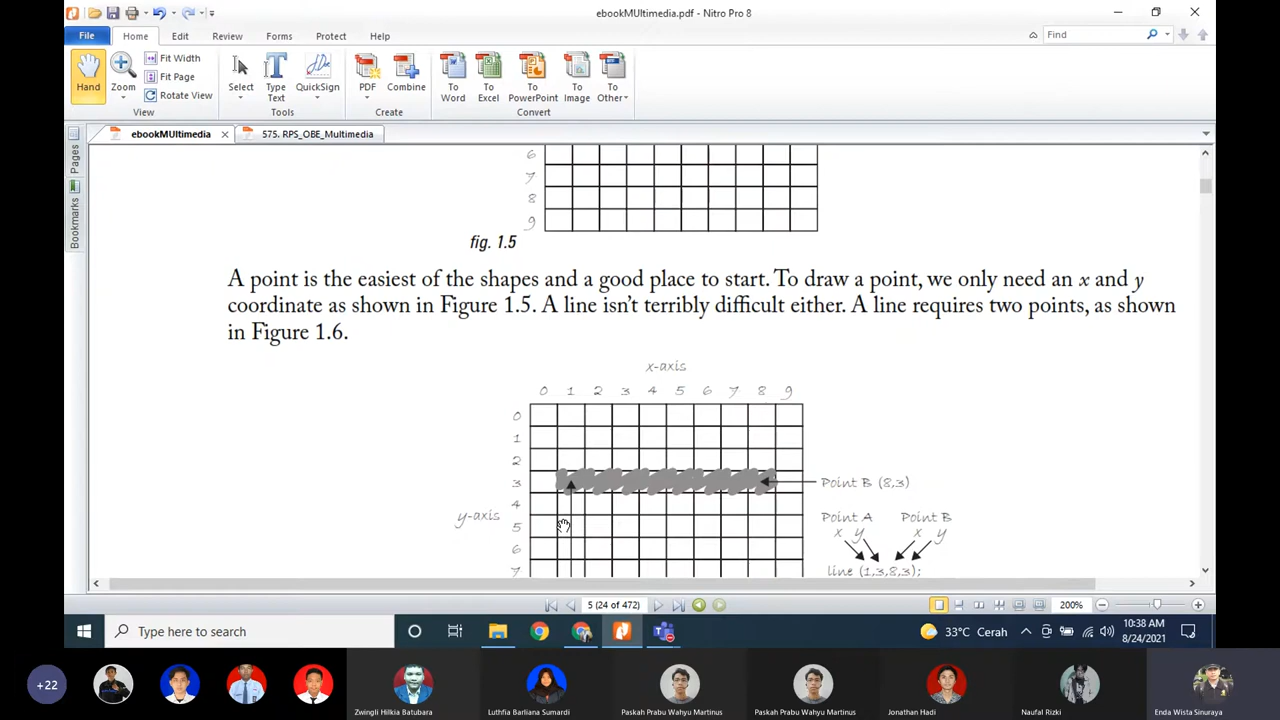 ebookMUltimedia.pdf - Nitro Pro 8
File Home Edit Review Forms Protect Help Find
Hand
Zoom
Fit Width
Fit Page
Rotate View
View
Select
Type Text
QuickSign
Tools
PDF
Combine
Create
To Word
To Excel
To PowerPoint
To Image
To Other
Convert
ebookMUltimedia
575. RPS_OBE_Multimedia
Pages
Bookmarks
6
7
8
9
fig. 1.5
A point is the easiest of the shapes and a good place to start. To draw a point, we only need an x and y
coordinate as shown in Figure 1.5. A line isn't terribly difficult either. A line requires two points, as shown
in Figure 1.6.
x-axis
0 1 2 3 4 5 6 7 8 9
0
1
2
3
4
5
6
7
y-axis
Point B (8,3)
Point A Point B
x y x y
line (1,3,8,3);
5 (24 of 472)
200%
Type here to search
33°C Cerah
10:38 AM
8/24/2021
+22
Zwingli Hilkia Batubara
Luthfia Barliana Sumardi
Paskah Prabu Wahyu Martinus
Paskah Prabu Wahyu Martinus
Jonathan Hadi
Naufal Rizki
Enda Wista Sinuraya